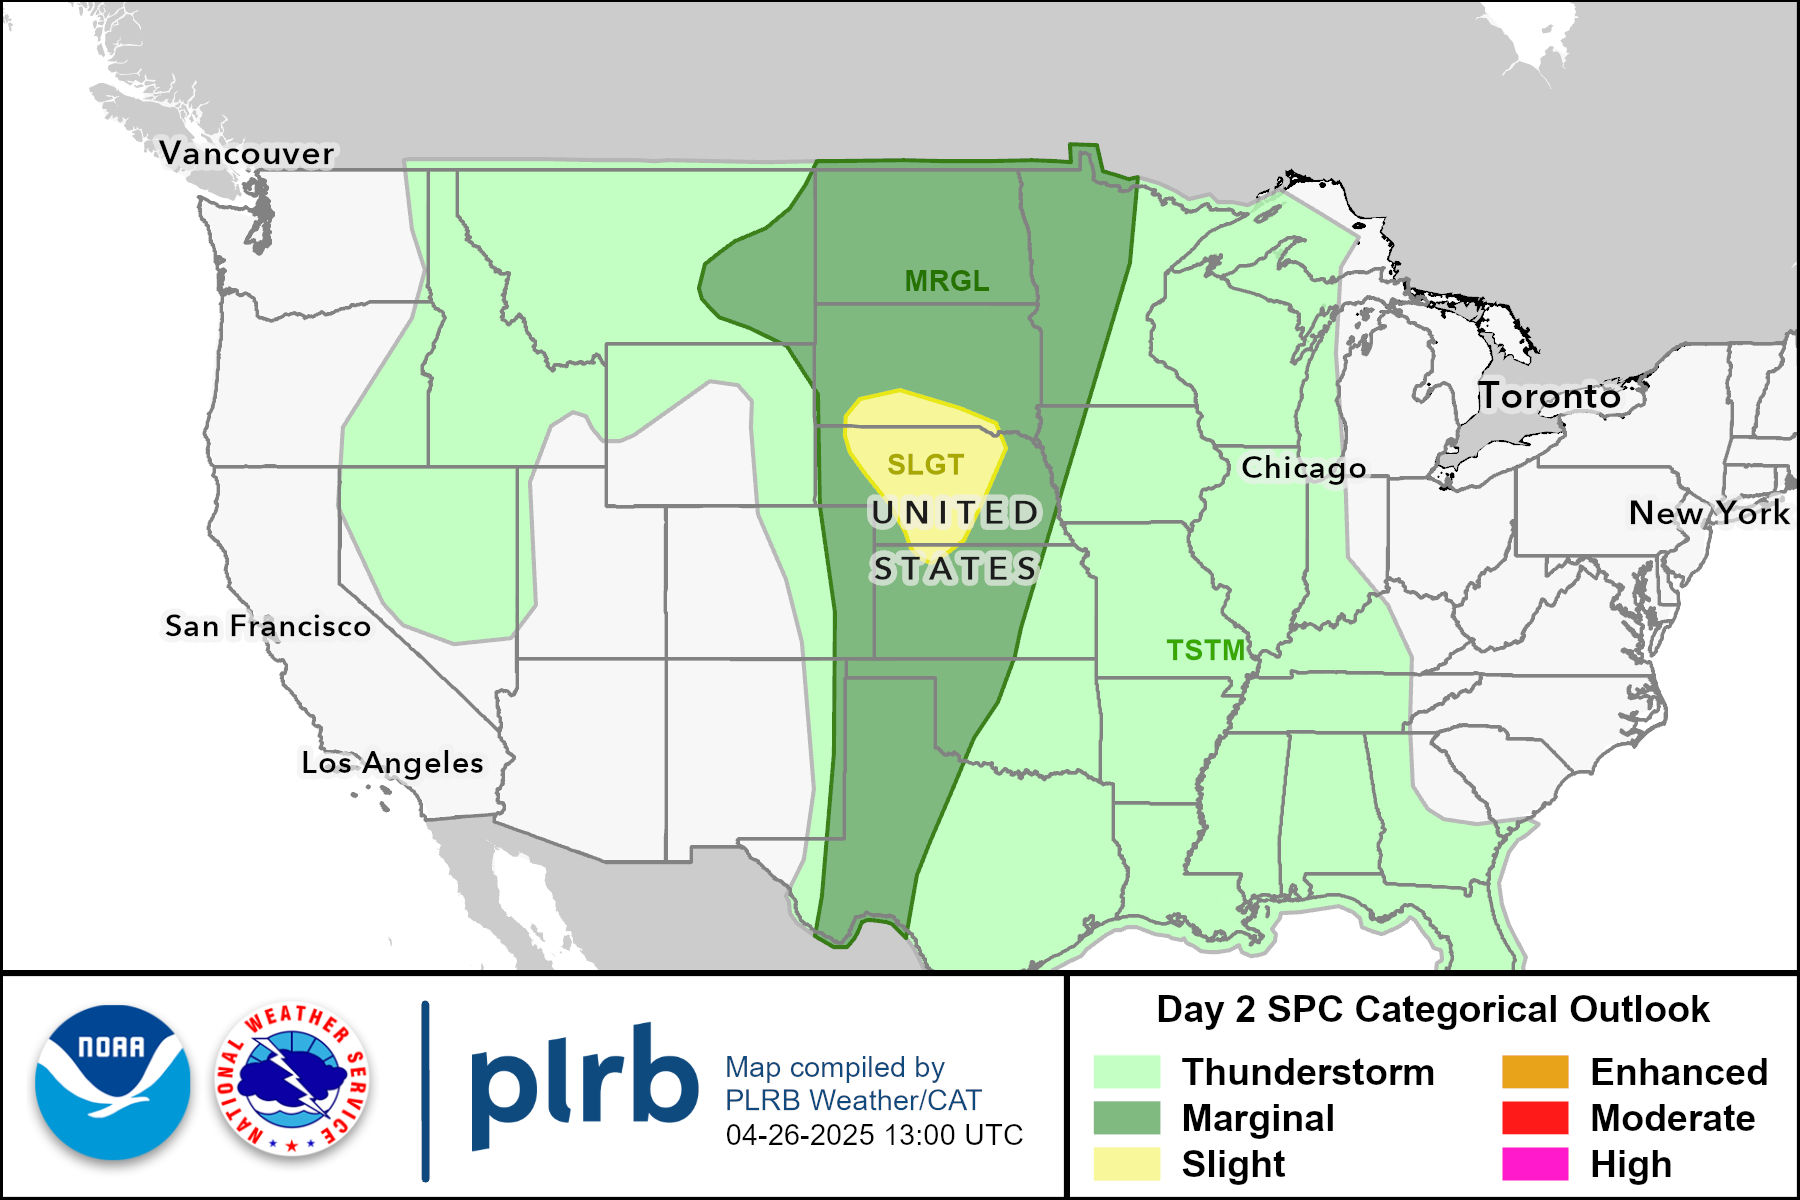 Vancouver
MRGL
Toronto
SLGT
Chicago
UNITED
New York
STATES
San Francisco
TSTM
Los Angeles
NOAA
NATIONAL WEATHER SERVICE
plrb
Map compiled by
PLRB Weather/CAT
04-26-2025 13:00 UTC
Day 2 SPC Categorical Outlook
Thunderstorm
Marginal
Slight
Enhanced
Moderate
High